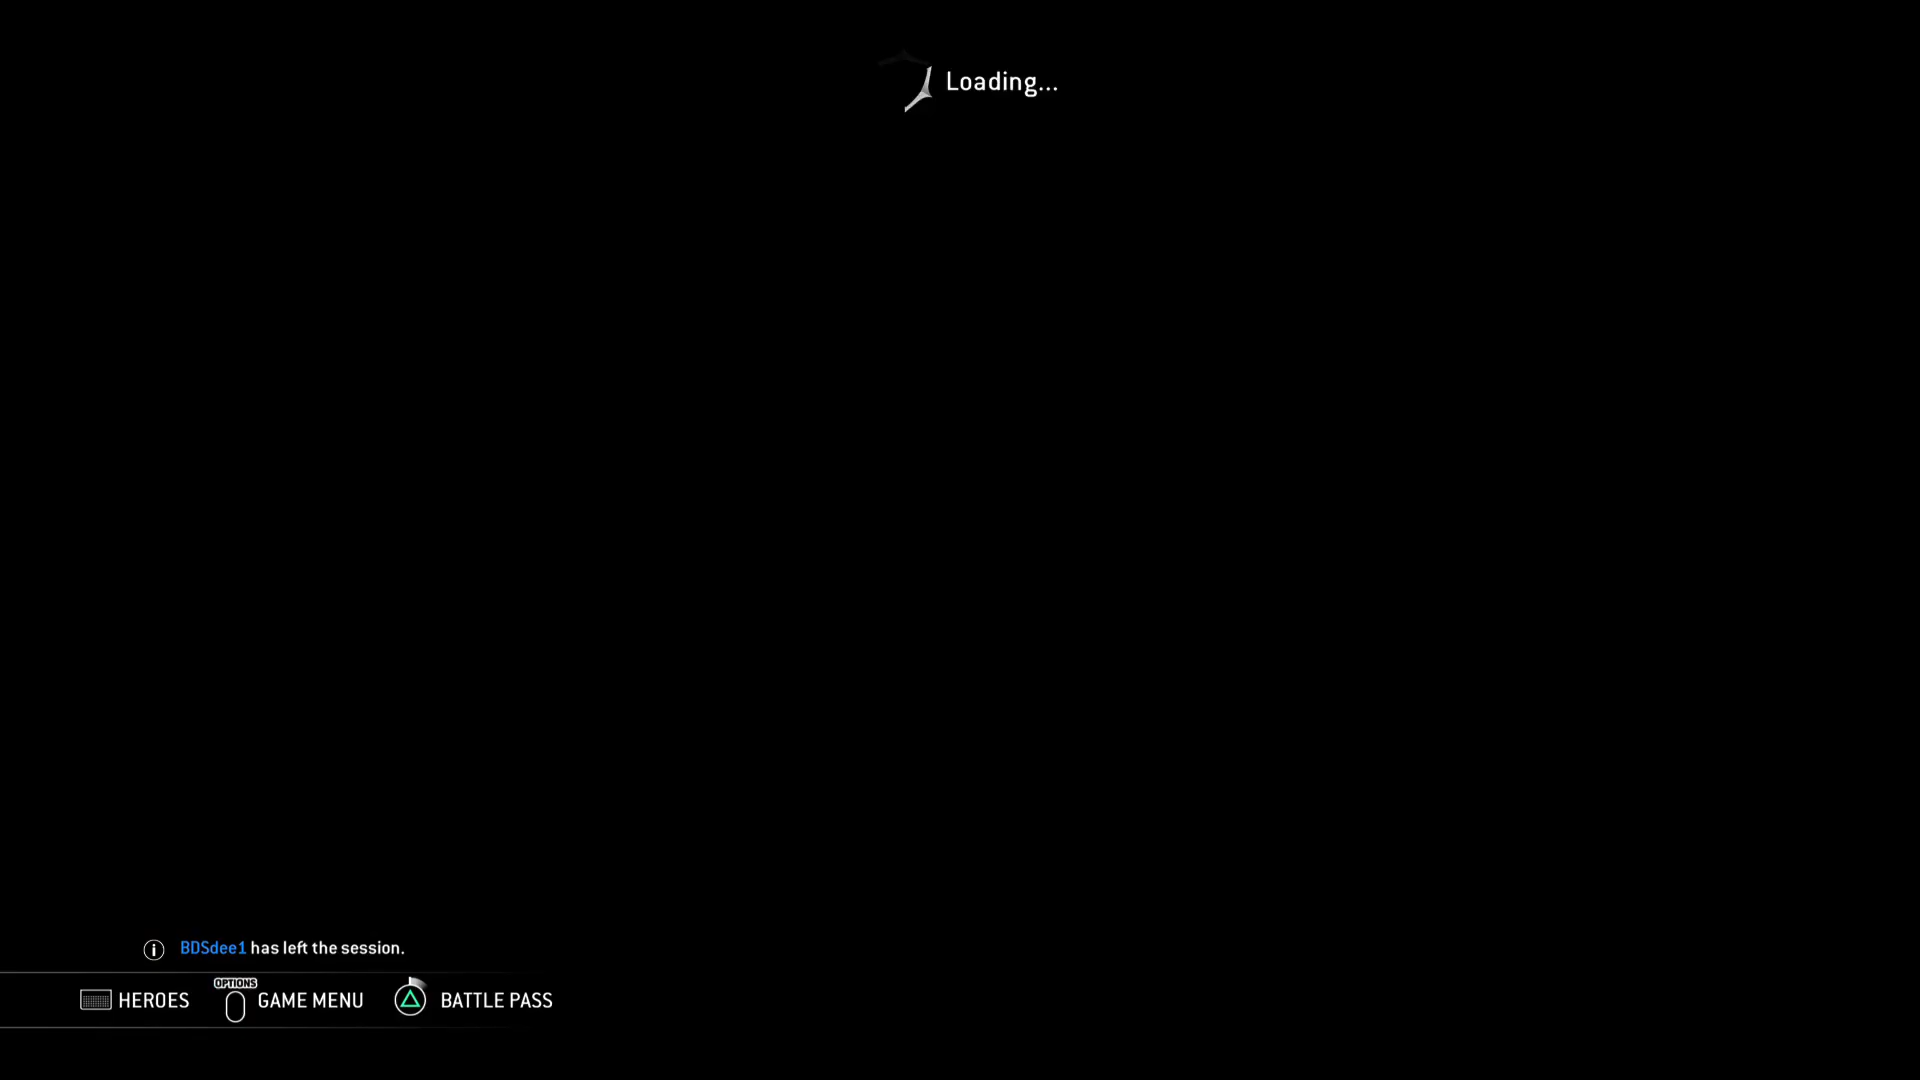 Loading...
BDSdee1 has left the session.
HEROES
OPTIONS
GAME MENU
BATTLE PASS